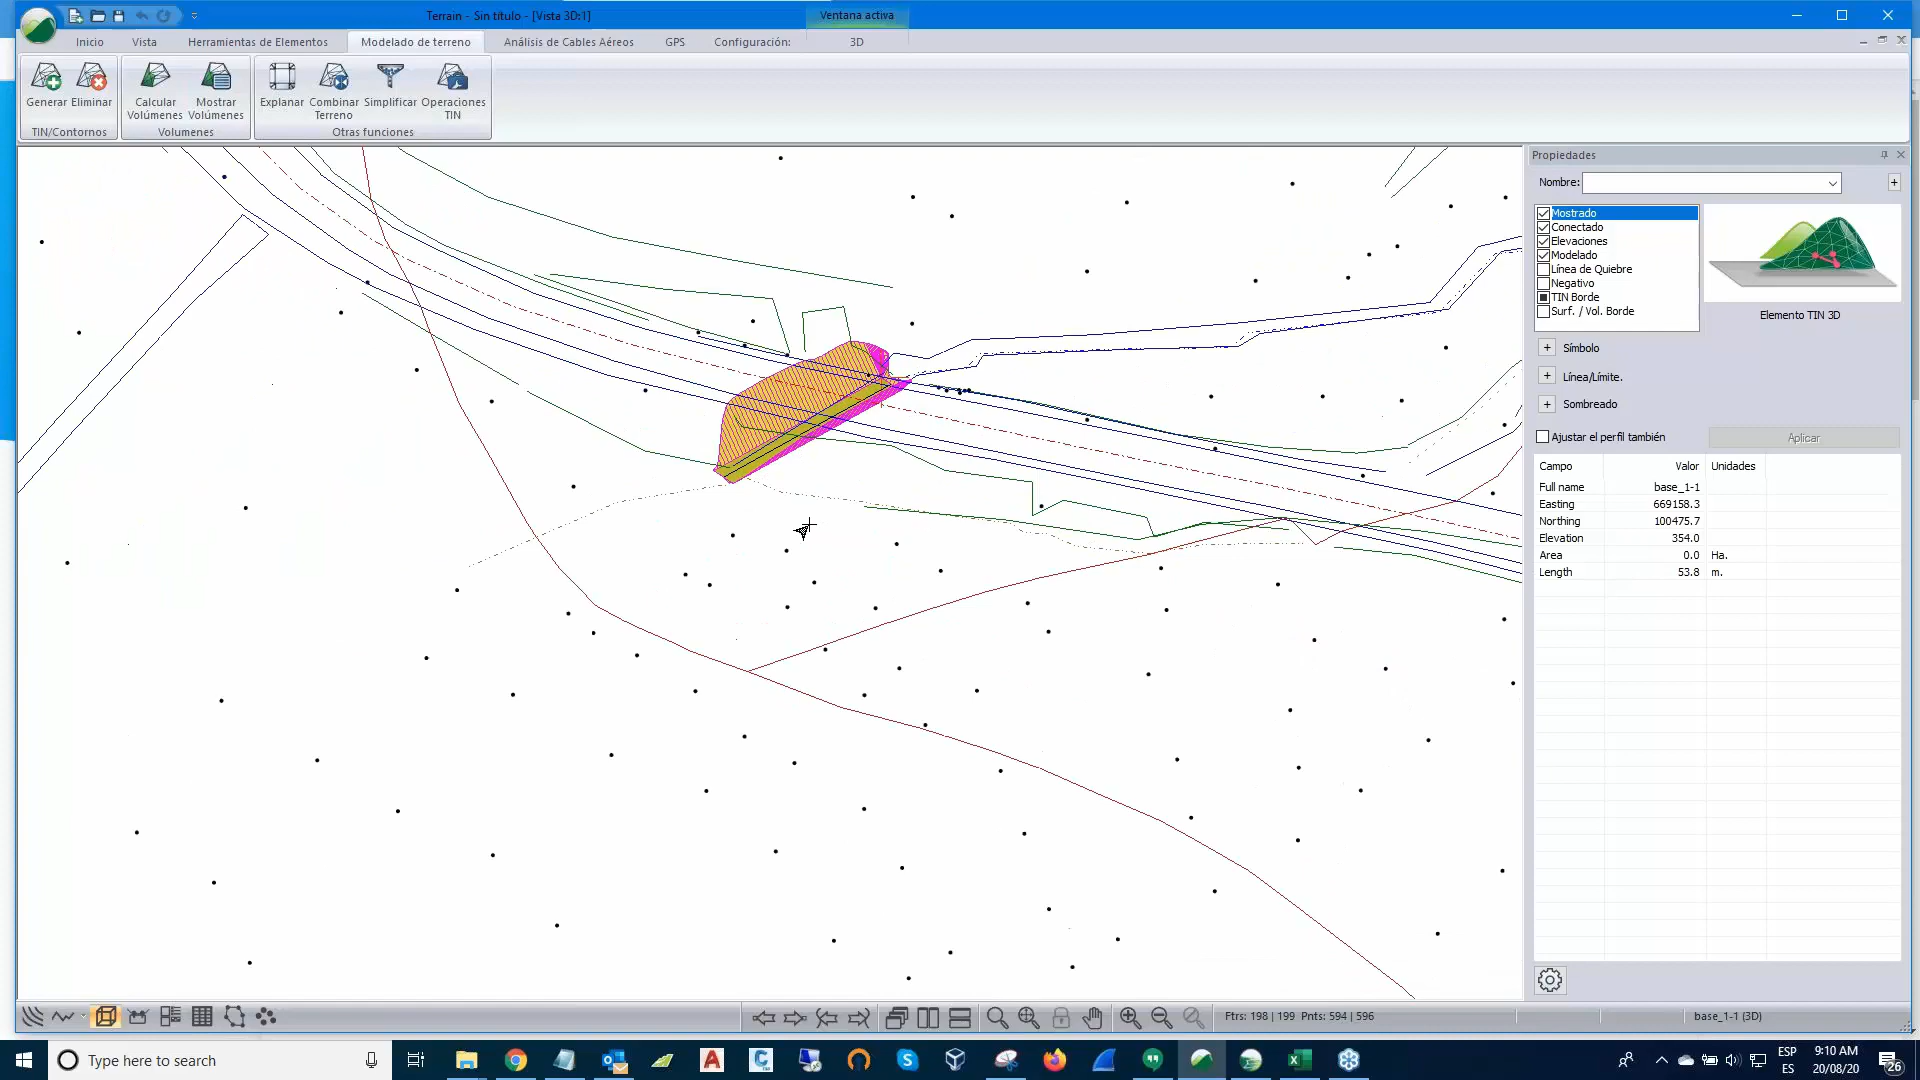 Terrain - Sin título - [Vista 3D:1]
Ventana activa
Inicio
Vista
Herramientas de Elementos
Modelado de terreno
Análisis de Cables Aéreos
GPS
Configuración:
3D
Generar
Eliminar
Calcular Volúmenes
Mostrar Volúmenes
Explanar
Combinar Terreno
Simplificar
Operaciones TIN
TIN/Contornos
Volumenes
Otras funciones
Propiedades
Nombre:
Mostrado
Conectado
Elevaciones
Modelado
Línea de Quiebre
Negativo
TIN Borde
Surf. / Vol. Borde
Elemento TIN 3D
Símbolo
Línea/Límite.
Sombreado
Ajustar el perfil también
Aplicar
Campo Valor Unidades
Full name base_1-1
Easting 669158.3
Northing 100475.7
Elevation 354.0
Area 0.0 Ha.
Length 53.8 m.
Ftrs: 198 | 199 Pnts: 594 | 596
base_1-1 (3D)
Type here to search
ESP
ES
9:10 AM
20/08/20
26